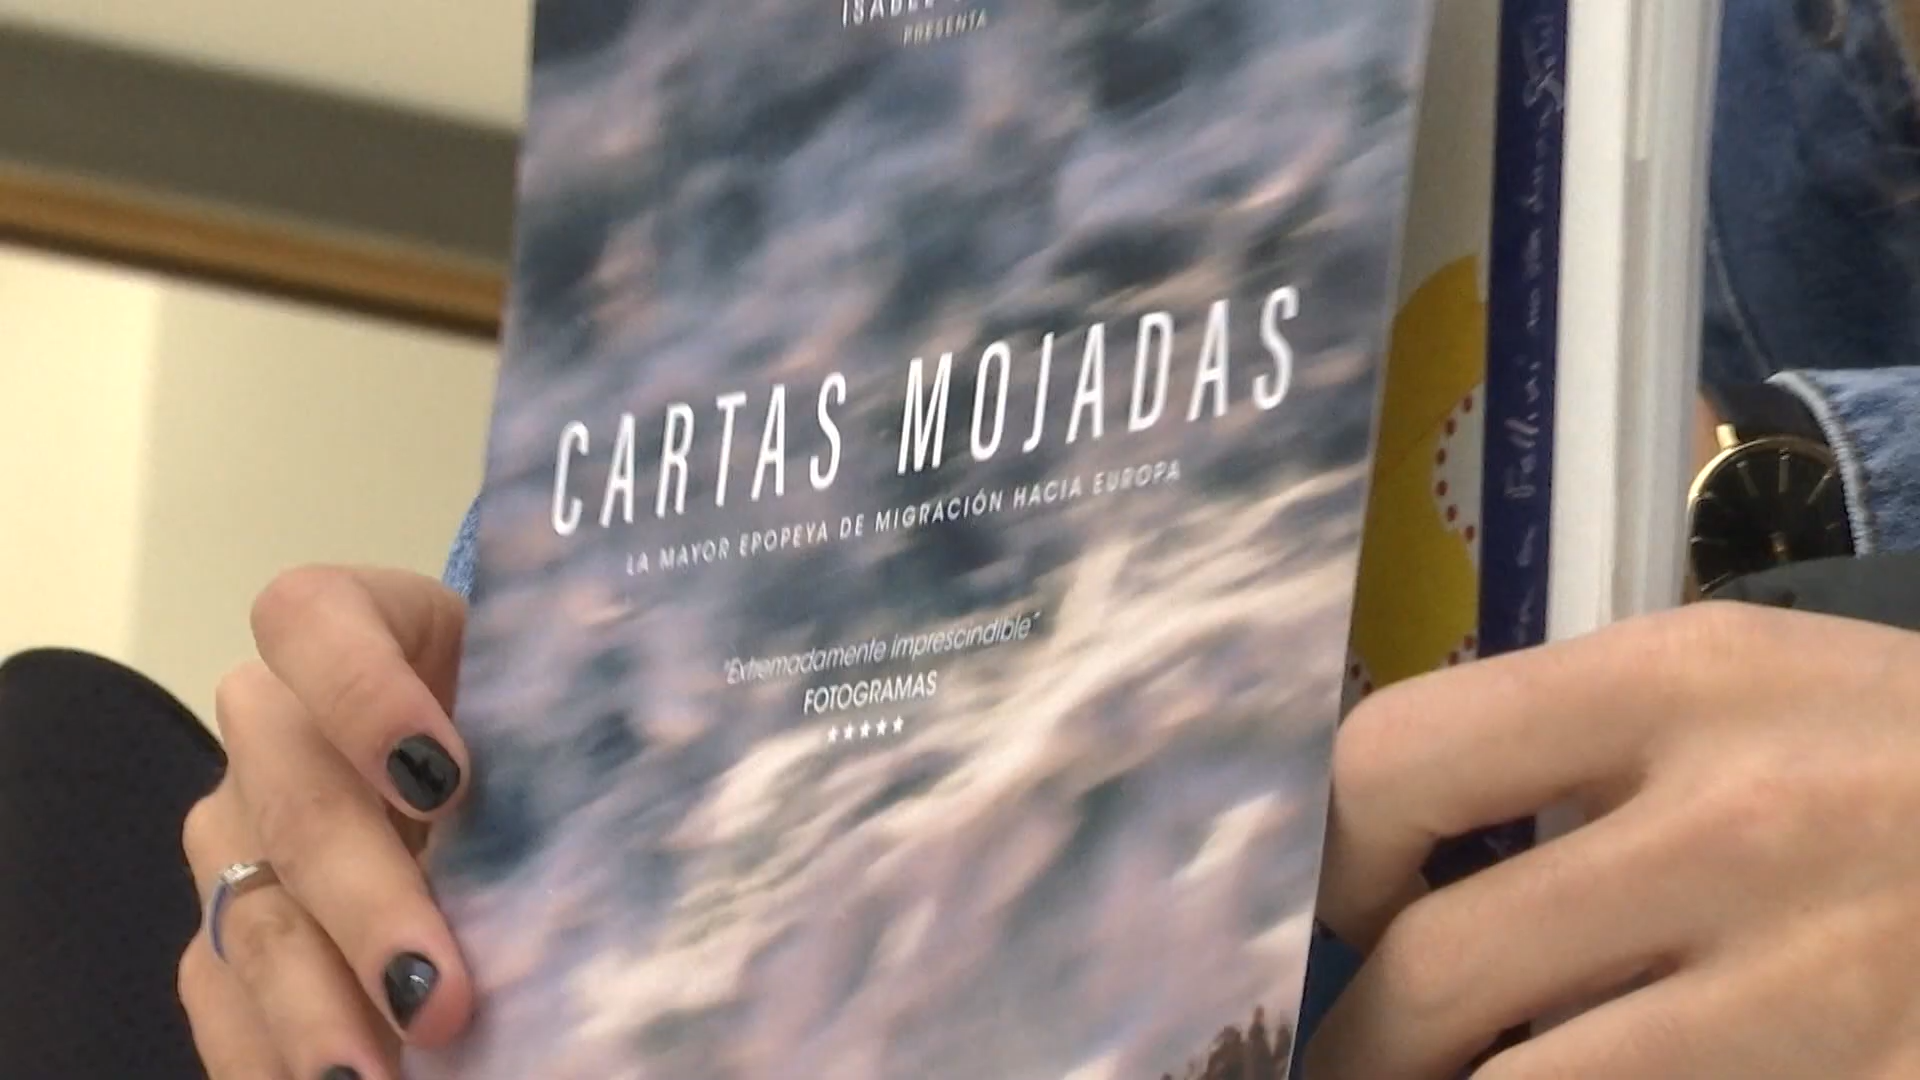 PRESENTA
CARTAS MOJADAS
LA MAYOR EPOPEYA DE MIGRACIÓN HACIA EUROPA
"Extremadamente imprescindible"
FOTOGRAMAS
★★★★★